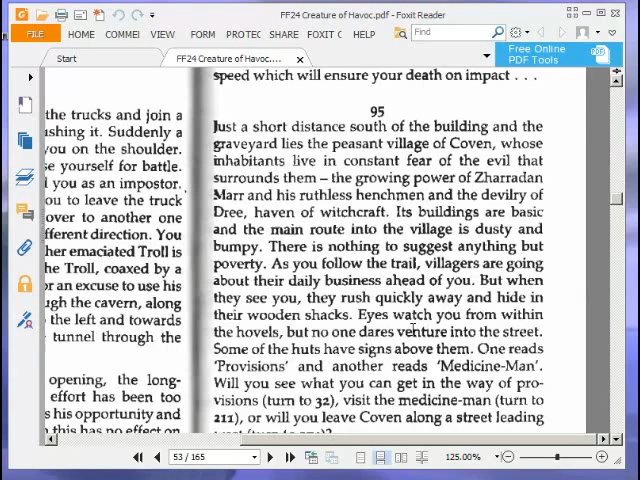 FF24 Creature of Havoc.pdf - Foxit Reader
FILE HOME COMMEI VIEW FORM PROTEC SHARE FOXIT C HELP
Find
Start
FF24 Creature of Havoc....
Free Online
PDF Tools
the trucks and join a
ushing it. Suddenly a
you on the shoulder.
e yourself for battle.
l you as an impostor.
ou to leave the truck
over to another one
fferent direction. You
her emaciated Troll is
he Troll, coaxed by a
or an excuse to use his
ugh the cavern, along
the left and towards
tunnel through the
opening, the long-
effort has been too
s his opportunity and
this has no effect on
speed which will ensure your death on impact . . .
95
Just a short distance south of the building and the
graveyard lies the peasant village of Coven, whose
inhabitants live in constant fear of the evil that
surrounds them – the growing power of Zharradan
Marr and his ruthless henchmen and the devilry of
Dree, haven of witchcraft. Its buildings are basic
and the main route into the village is dusty and
bumpy. There is nothing to suggest anything but
poverty. As you follow the trail, villagers are going
about their daily business ahead of you. But when
they see you, they rush quickly away and hide in
their wooden shacks. Eyes watch you from within
the hovels, but no one dares venture into the street.
Some of the huts have signs above them. One reads
'Provisions' and another reads 'Medicine-Man'.
Will you see what you can get in the way of pro-
visions (turn to 32), visit the medicine-man (turn to
211), or will you leave Coven along a street leading
53 / 165
125.00%